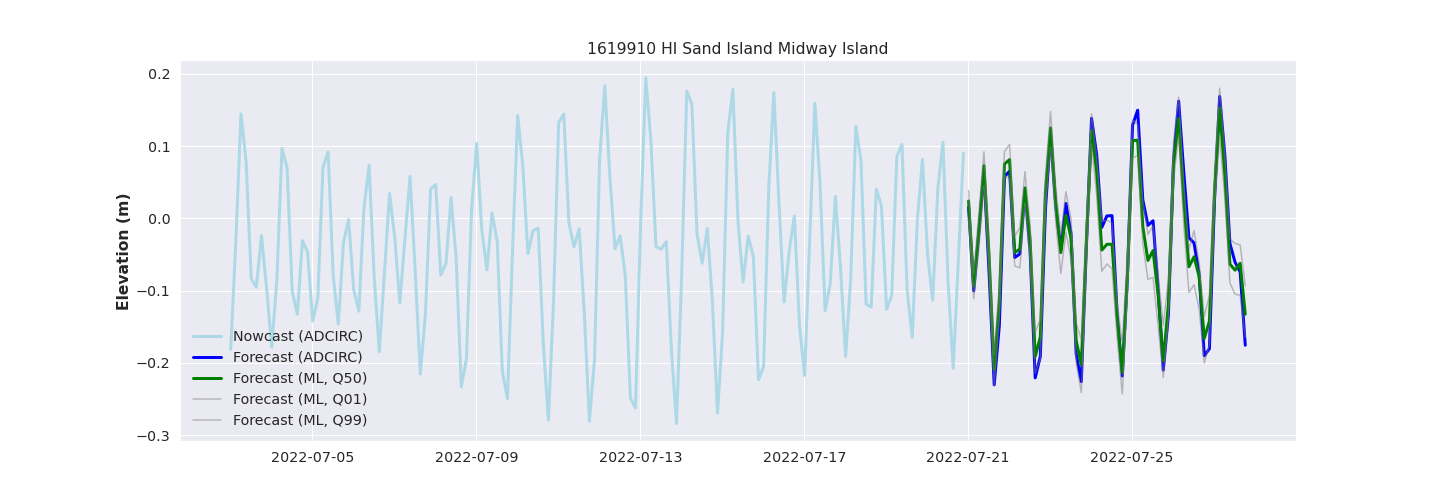 1619910 HI Sand Island Midway Island
Elevation (m)
0.2
0.1
0.0
−0.1
−0.2
−0.3
Nowcast (ADCIRC)
Forecast (ADCIRC)
Forecast (ML, Q50)
Forecast (ML, Q01)
Forecast (ML, Q99)
2022-07-05 2022-07-09 2022-07-13 2022-07-17 2022-07-21 2022-07-25